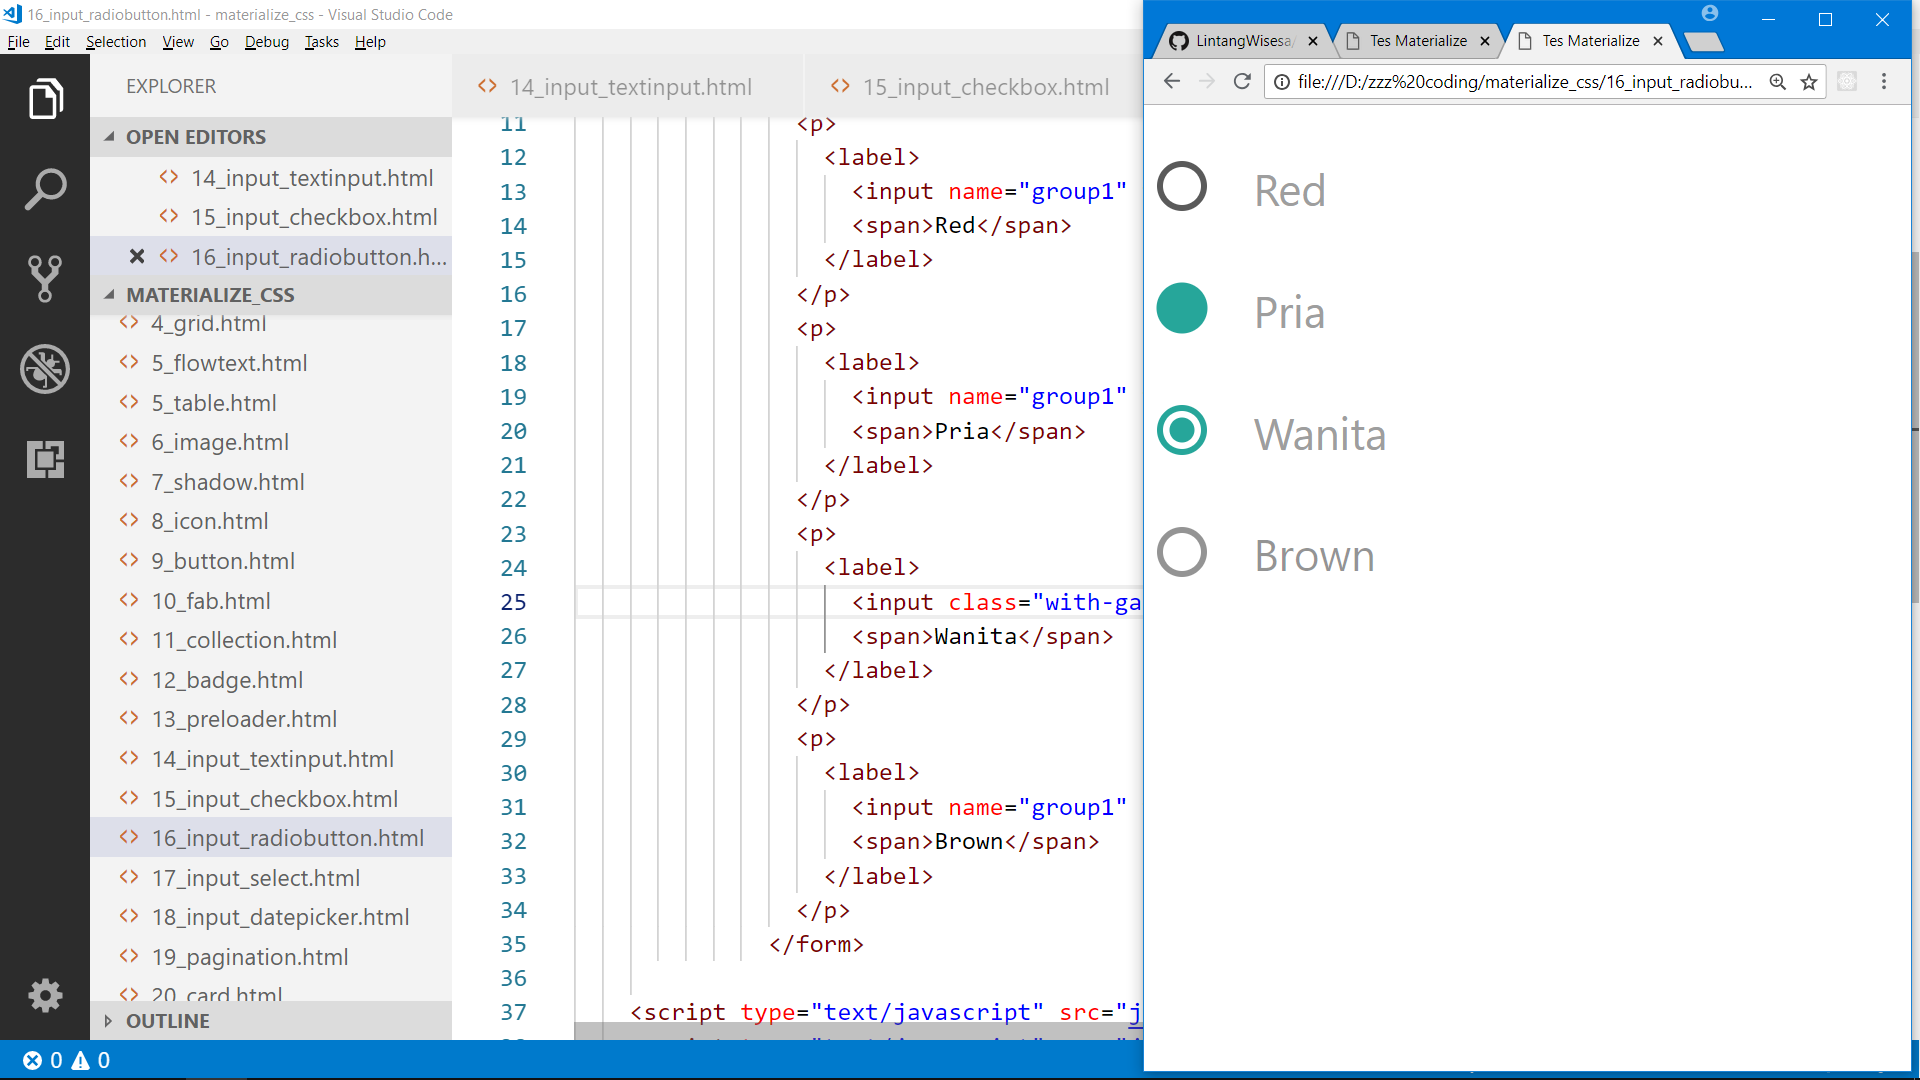 16_input_radiobutton.html - materialize_css - Visual Studio Code
File Edit Selection View Go Debug Tasks Help
EXPLORER
OPEN EDITORS
14_input_textinput.html
15_input_checkbox.html
16_input_radiobutton.h...
MATERIALIZE_CSS
4_grid.html
5_flowtext.html
5_table.html
6_image.html
7_shadow.html
8_icon.html
9_button.html
10_fab.html
11_collection.html
12_badge.html
13_preloader.html
14_input_textinput.html
15_input_checkbox.html
16_input_radiobutton.html
17_input_select.html
18_input_datepicker.html
19_pagination.html
20_card.html
OUTLINE
0 0
14_input_textinput.html 15_input_checkbox.html
11 <p>
12 <label>
13 <input name="group1"
14 <span>Red</span>
15 </label>
16 </p>
17 <p>
18 <label>
19 <input name="group1"
20 <span>Pria</span>
21 </label>
22 </p>
23 <p>
24 <label>
25 <input class="with-ga
26 <span>Wanita</span>
27 </label>
28 </p>
29 <p>
30 <label>
31 <input name="group1"
32 <span>Brown</span>
33 </label>
34 </p>
35 </form>
36
37 <script type="text/javascript" src="j
LintangWisesa/ Tes Materialize Tes Materialize
file:///D:/zzz%20coding/materialize_css/16_input_radiobu...
Red
Pria
Wanita
Brown